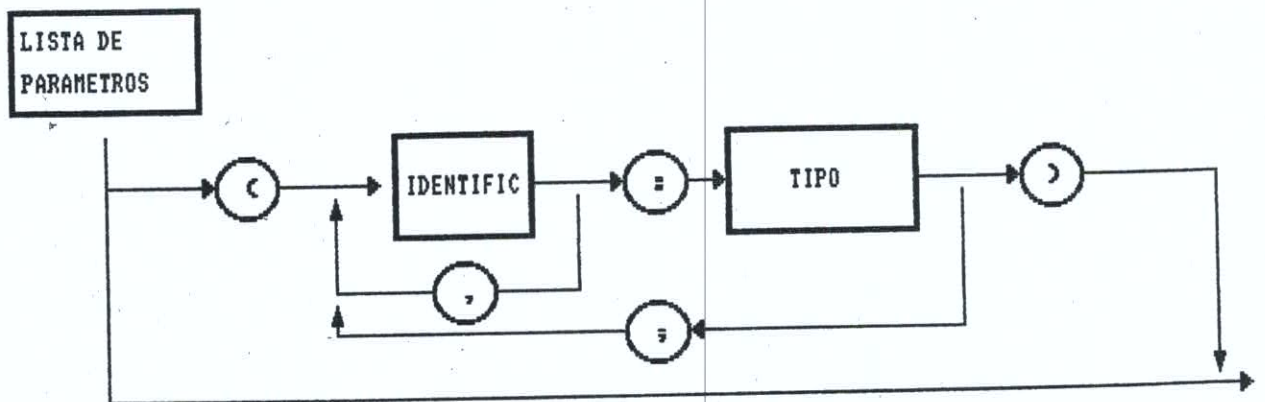 LISTA DE
PARAMETROS
(
IDENTIFIC
:
TIPO
)
,
;